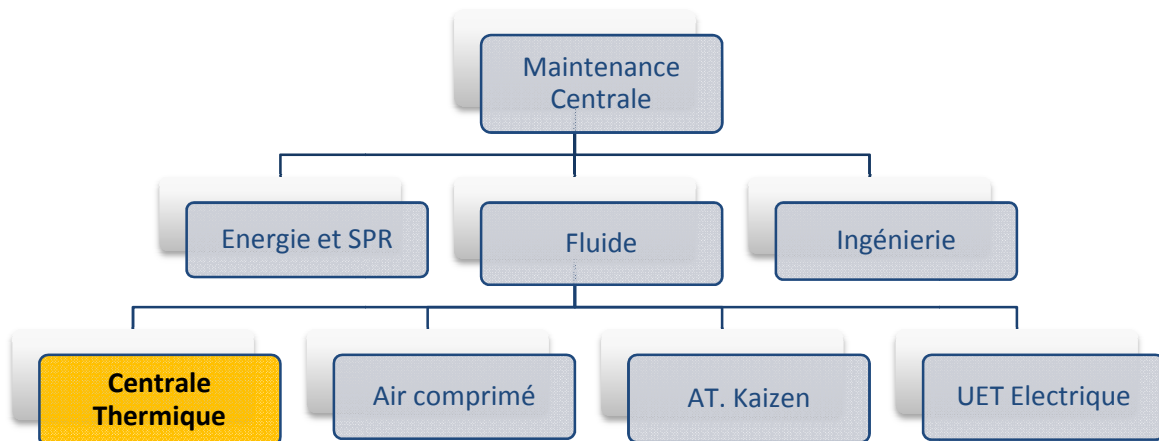 Maintenance
Centrale
Energie et SPR
Fluide
Ingénierie
Centrale
Thermique
Air comprimé
AT. Kaizen
UET Electrique